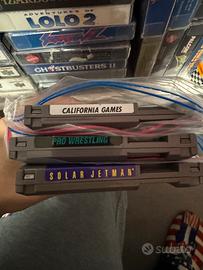 ADVENTURES OF
LOLO 2
GHOSTBUSTERS II
CALIFORNIA GAMES
PRO WRESTLING
SOLAR JETMAN
subito